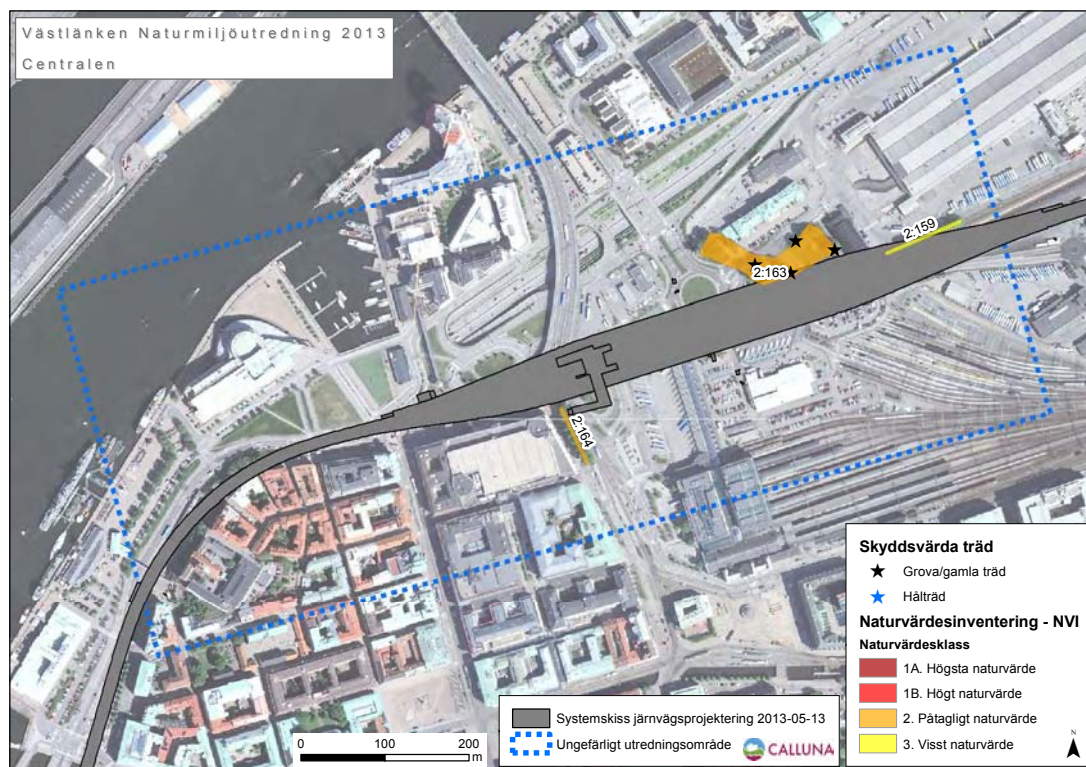 Västlänken Naturmiljöutredning 2013
Centralen
2:159
2:163
2:164
Skyddsvärda träd
Grova/gamla träd
Hålträd
Naturvärdesinventering - NVI
Naturvärdesklass
1A. Högsta naturvärde
1B. Högt naturvärde
2. Påtagligt naturvärde
3. Visst naturvärde
N
Systemskiss järnvägsprojektering 2013-05-13
Ungefärligt utredningsområde
CALLUNA
0 100 200
m